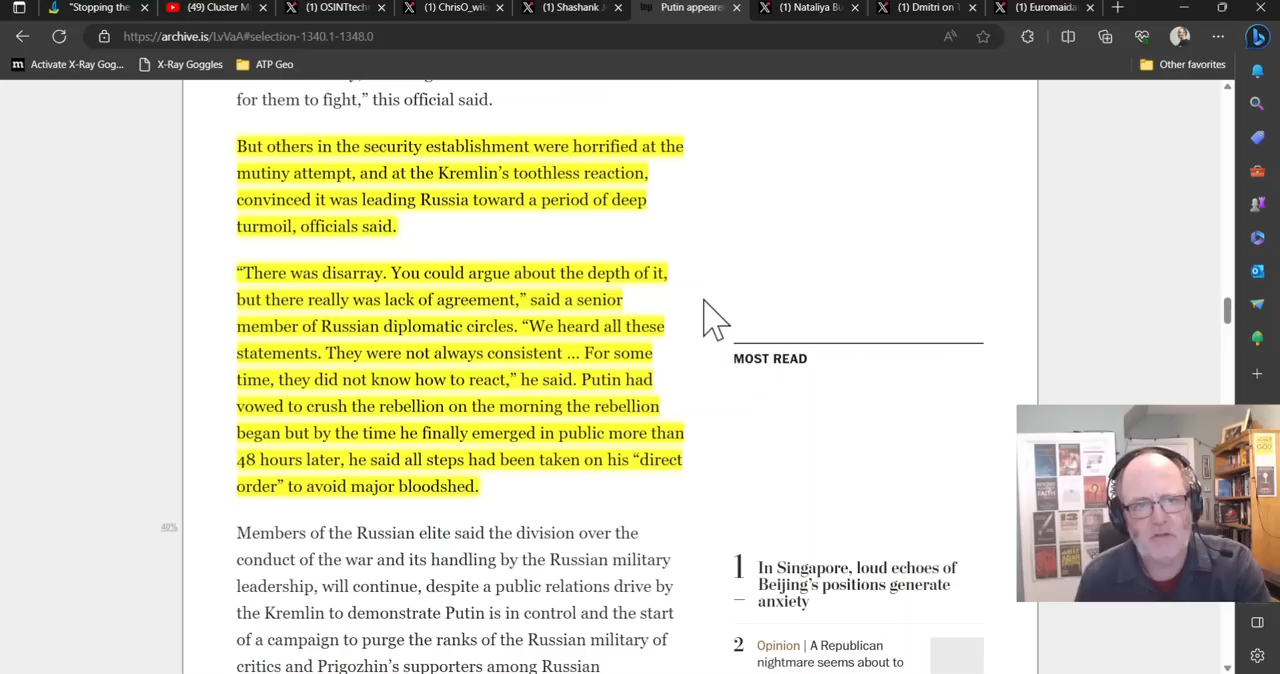 "Stopping the
(49) Cluster M
(1) OSINTtech
(1) ChrisO_wik
(1) Shashank J
Putin appeare
(1) Nataliya Bu
(1) Dmitri on T
(1) Euromaida
https://archive.is/LvVaA#selection-1340.1-1348.0
Activate X-Ray Gog...
X-Ray Goggles
ATP Geo
Other favorites
for them to fight,” this official said.
But others in the security establishment were horrified at the
mutiny attempt, and at the Kremlin’s toothless reaction,
convinced it was leading Russia toward a period of deep
turmoil, officials said.
“There was disarray. You could argue about the depth of it,
but there really was lack of agreement,” said a senior
member of Russian diplomatic circles. “We heard all these
statements. They were not always consistent … For some
time, they did not know how to react,” he said. Putin had
vowed to crush the rebellion on the morning the rebellion
began but by the time he finally emerged in public more than
48 hours later, he said all steps had been taken on his “direct
order” to avoid major bloodshed.
40%
Members of the Russian elite said the division over the
conduct of the war and its handling by the Russian military
leadership, will continue, despite a public relations drive by
the Kremlin to demonstrate Putin is in control and the start
of a campaign to purge the ranks of the Russian military of
critics and Prigozhin’s supporters among Russian
MOST READ
1
In Singapore, loud echoes of
Beijing’s positions generate
anxiety
2
Opinion | A Republican
nightmare seems about to